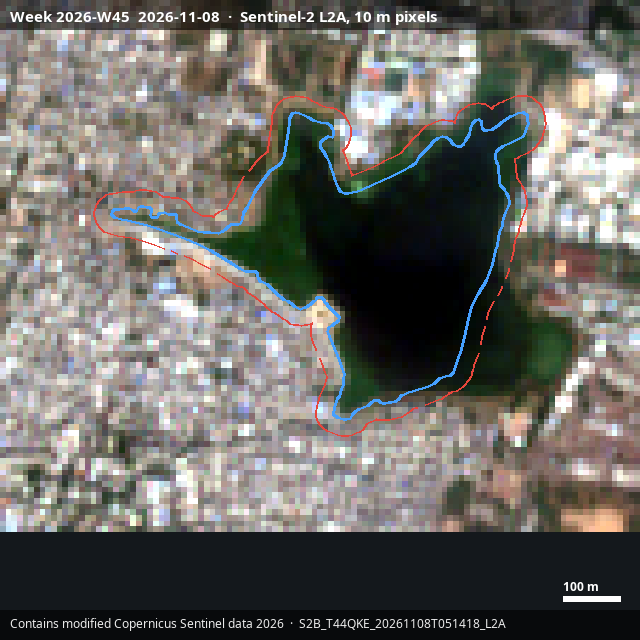 Week 2026-W45  2026-11-08  ·  Sentinel-2 L2A, 10 m pixels
100 m
Contains modified Copernicus Sentinel data 2026  ·  S2B_T44QKE_20261108T051418_L2A